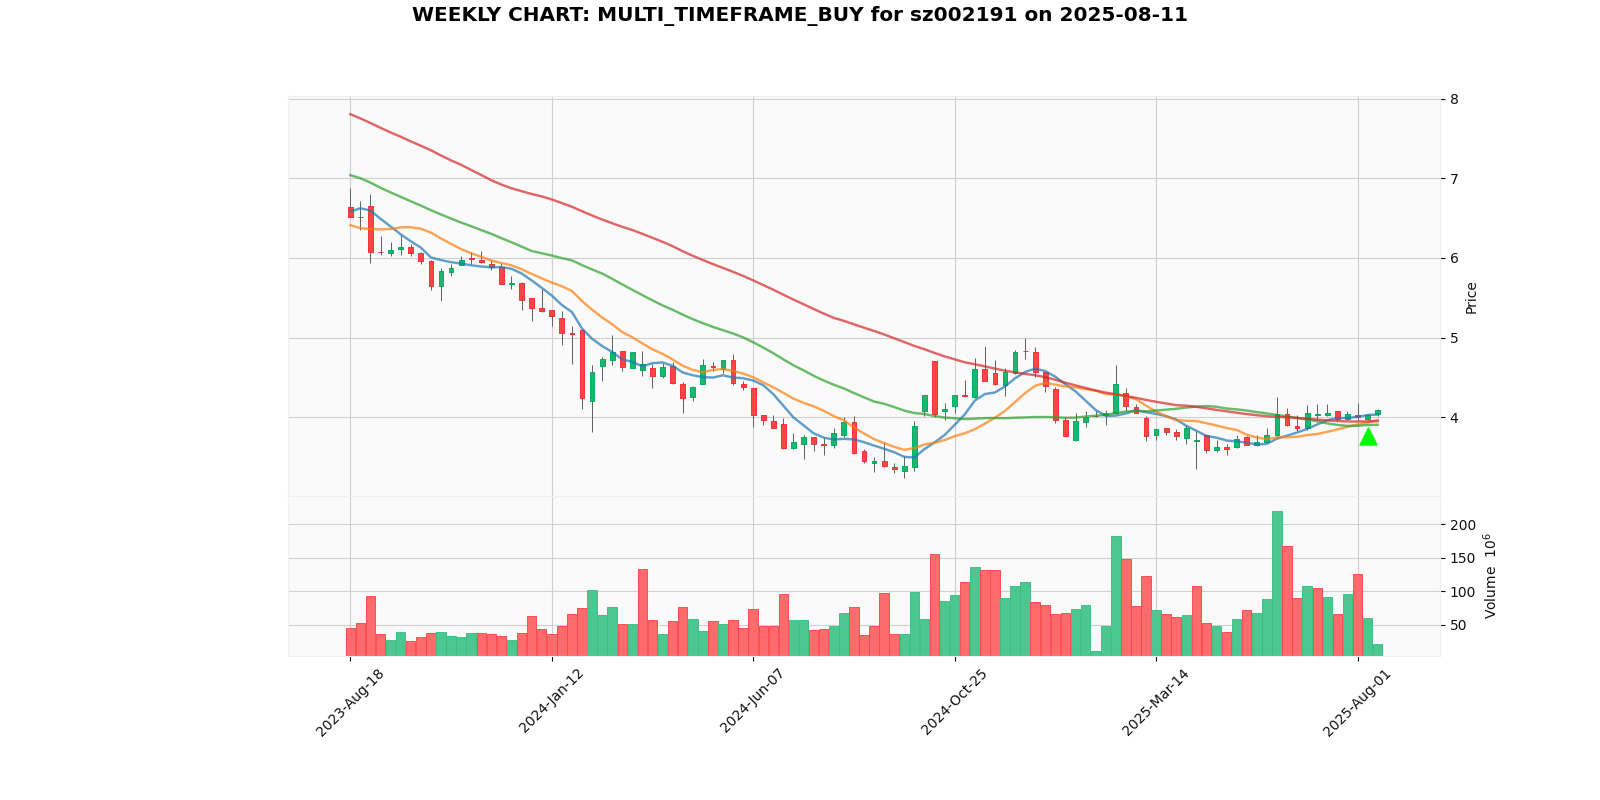 WEEKLY CHART: MULTI_TIMEFRAME_BUY for sz002191 on 2025-08-11
8
7
6
5
4
Price
200
150
100
50
Volume 10^6
2023-Aug-18
2024-Jan-12
2024-Jun-07
2024-Oct-25
2025-Mar-14
2025-Aug-01